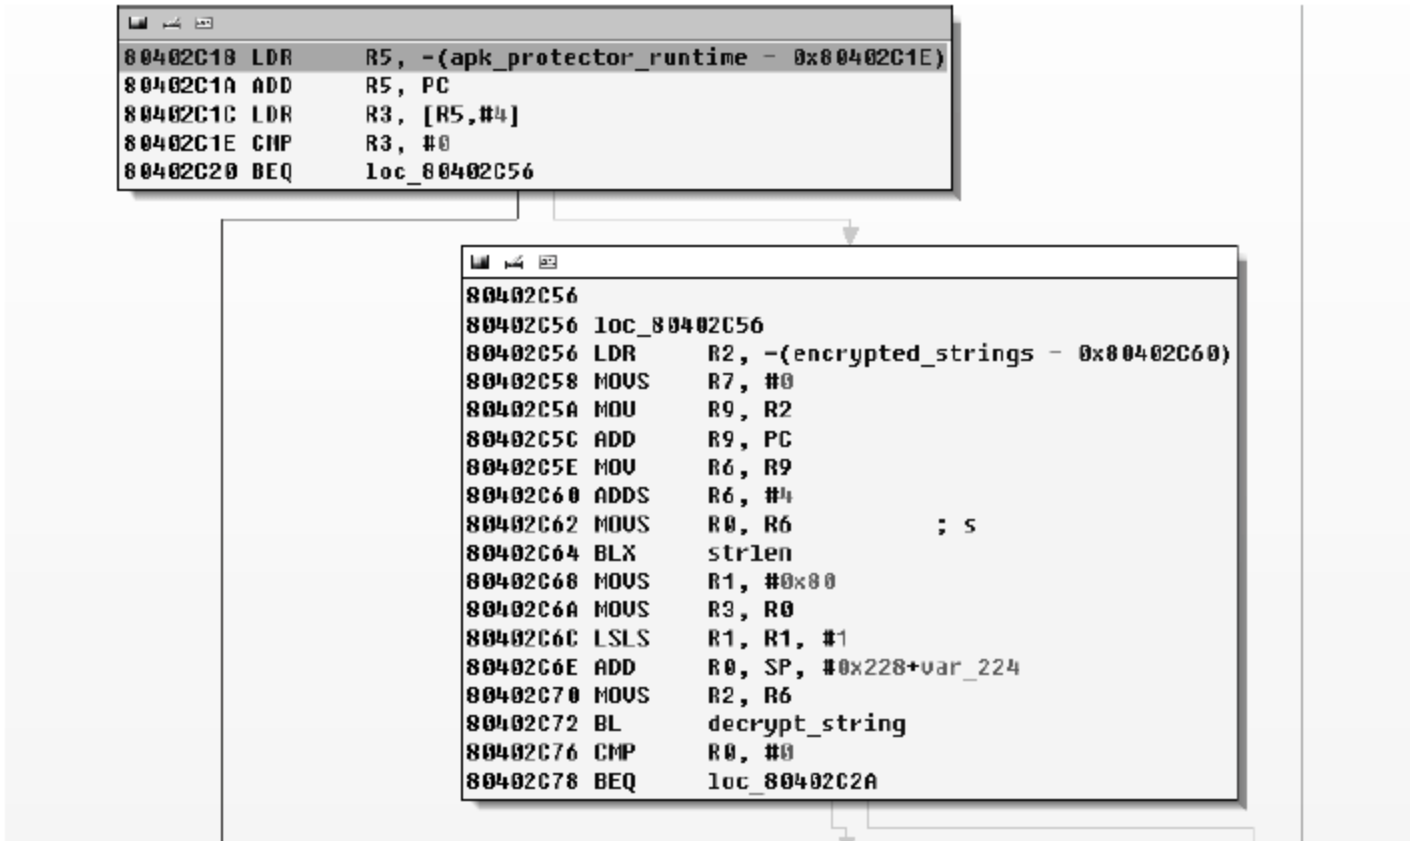 80402C18 LDR R5, -(apk_protector_runtime - 0x80402C1E)
80402C1A ADD R5, PC
80402C1C LDR R3, [R5,#4]
80402C1E CMP R3, #0
80402C20 BEQ loc_80402C56
80402C56
80402C56 loc_80402C56
80402C56 LDR R2, -(encrypted_strings - 0x80402C60)
80402C58 MOVS R7, #0
80402C5A MOV R9, R2
80402C5C ADD R9, PC
80402C5E MOV R6, R9
80402C60 ADDS R6, #4
80402C62 MOVS R0, R6 ; s
80402C64 BLX strlen
80402C68 MOVS R1, #0x80
80402C6A MOVS R3, R0
80402C6C LSLS R1, R1, #1
80402C6E ADD R0, SP, #0x228+var_224
80402C70 MOVS R2, R6
80402C72 BL decrypt_string
80402C76 CMP R0, #0
80402C78 BEQ loc_80402C2A